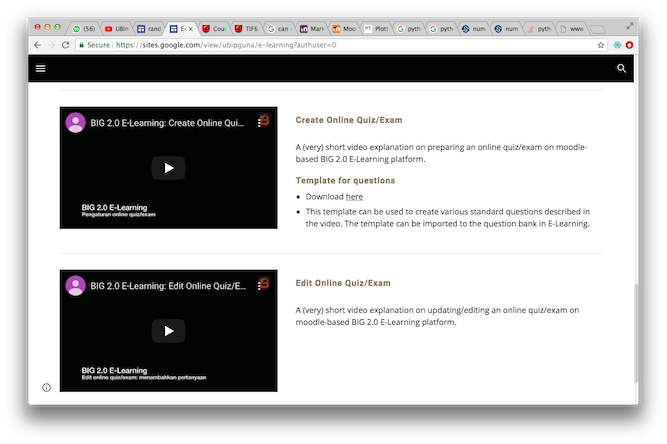 (56)
UBIn
rano
E-
Cour
TIF6
can
Mari
Moo
Plott
pyth
pyth
num
num
pyth
www
Secure
https://sites.google.com/view/ubipguna/e-learning?authuser=0
BIG 2.0 E-Learning: Create Online Qui...
BIG 2.0 E-Learning
Pengaturan online quiz/exam
Create Online Quiz/Exam
A (very) short video explanation on preparing an online quiz/exam on moodle-
based BIG 2.0 E-Learning platform.
Template for questions
Download here
This template can be used to create various standard questions described in
the video. The template can be imported to the question bank in E-Learning.
BIG 2.0 E-Learning: Edit Online Quiz/E...
BIG 2.0 E-Learning
Edit online quiz/exam: menambahkan pertanyaan
Edit Online Quiz/Exam
A (very) short video explanation on updating/editing an online quiz/exam on
moodle-based BIG 2.0 E-Learning platform.